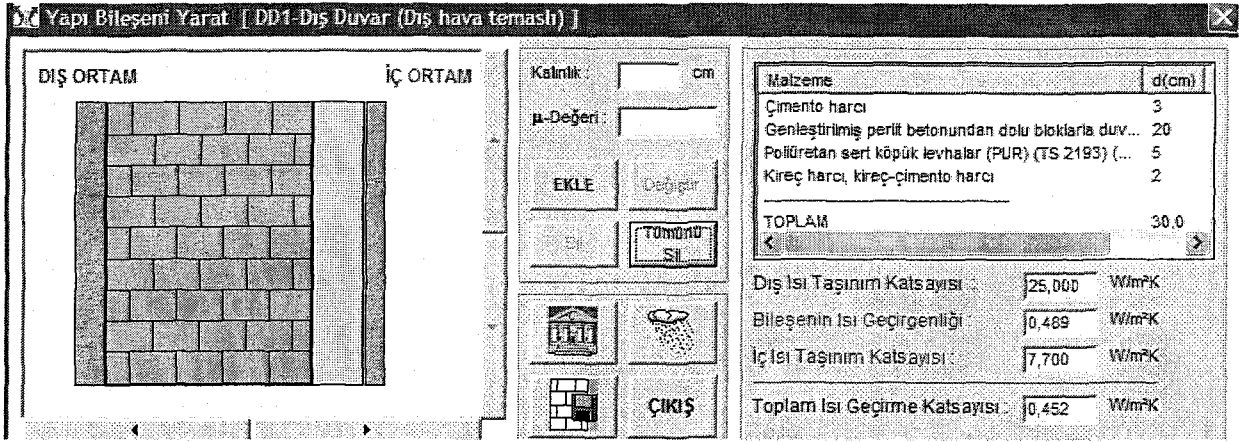 Yapı Bileşeni Yarat [ DD1-Dış Duvar (Dış hava temaslı) ]
DIŞ ORTAM
İÇ ORTAM
Kalınlık :
cm
µ-Değeri :
EKLE
Değiştir
Sil
Tümünü
Sil
ÇIKIŞ
Malzeme
d(cm)
Çimento harcı
3
Genleştirilmiş perlit betonundan dolu bloklarla duv...
20
Poliüretan sert köpük levhalar (PUR) (TS 2193) (...
5
Kireç harcı, kireç-çimento harcı
2
TOPLAM
30,0
Dış Isı Taşınım Katsayısı :
25,000
W/m²K
Bileşenin Isı Geçirgenliği :
0,489
W/m²K
İç Isı Taşınım Katsayısı :
7,700
W/m²K
Toplam Isı Geçirme Katsayısı :
0,452
W/m²K